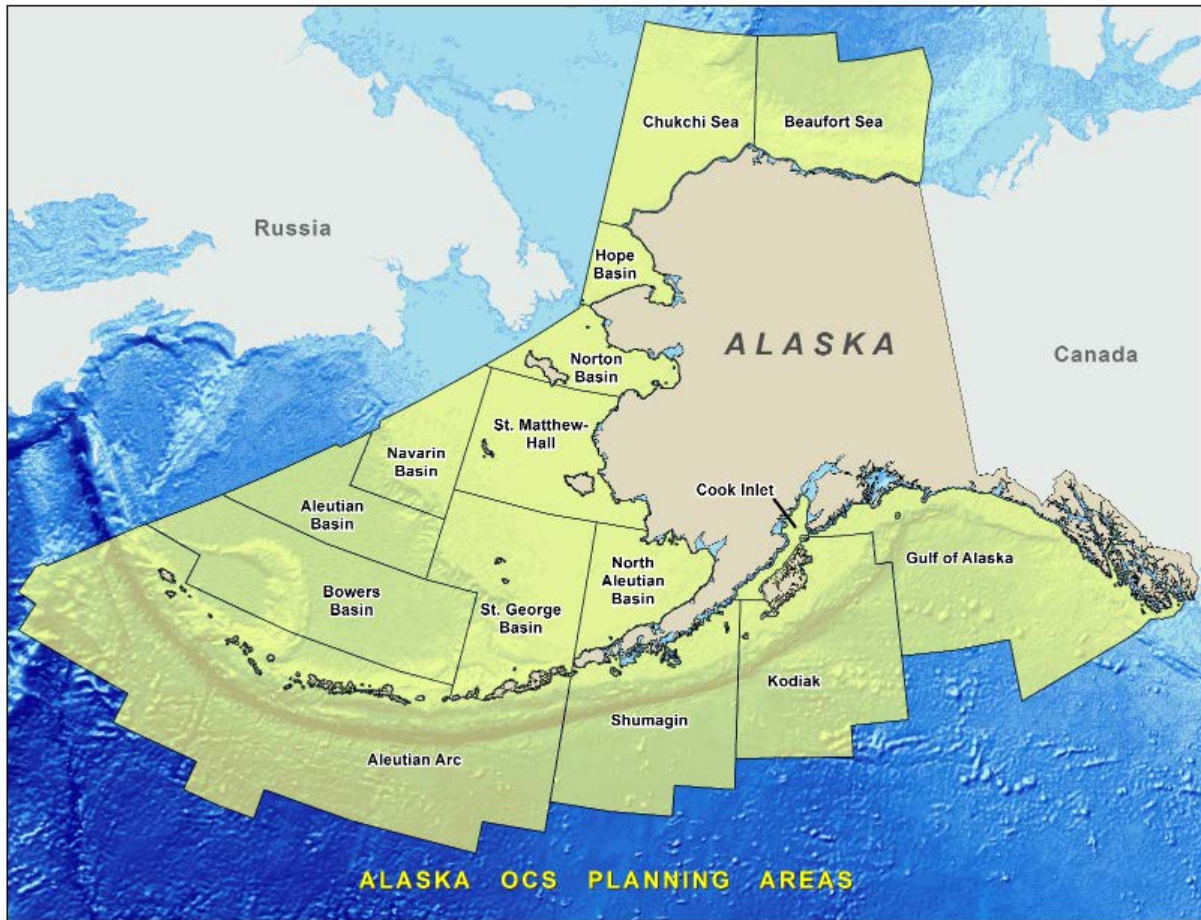 Chukchi Sea
Beaufort Sea
Russia
Hope
Basin
ALASKA
Canada
Norton
Basin
St. Matthew-
Hall
Navarin
Basin
Cook Inlet
Aleutian
Basin
Gulf of Alaska
North
Aleutian
Basin
Bowers
Basin
St. George
Basin
Kodiak
Shumagin
Aleutian Arc
ALASKA OCS PLANNING AREAS